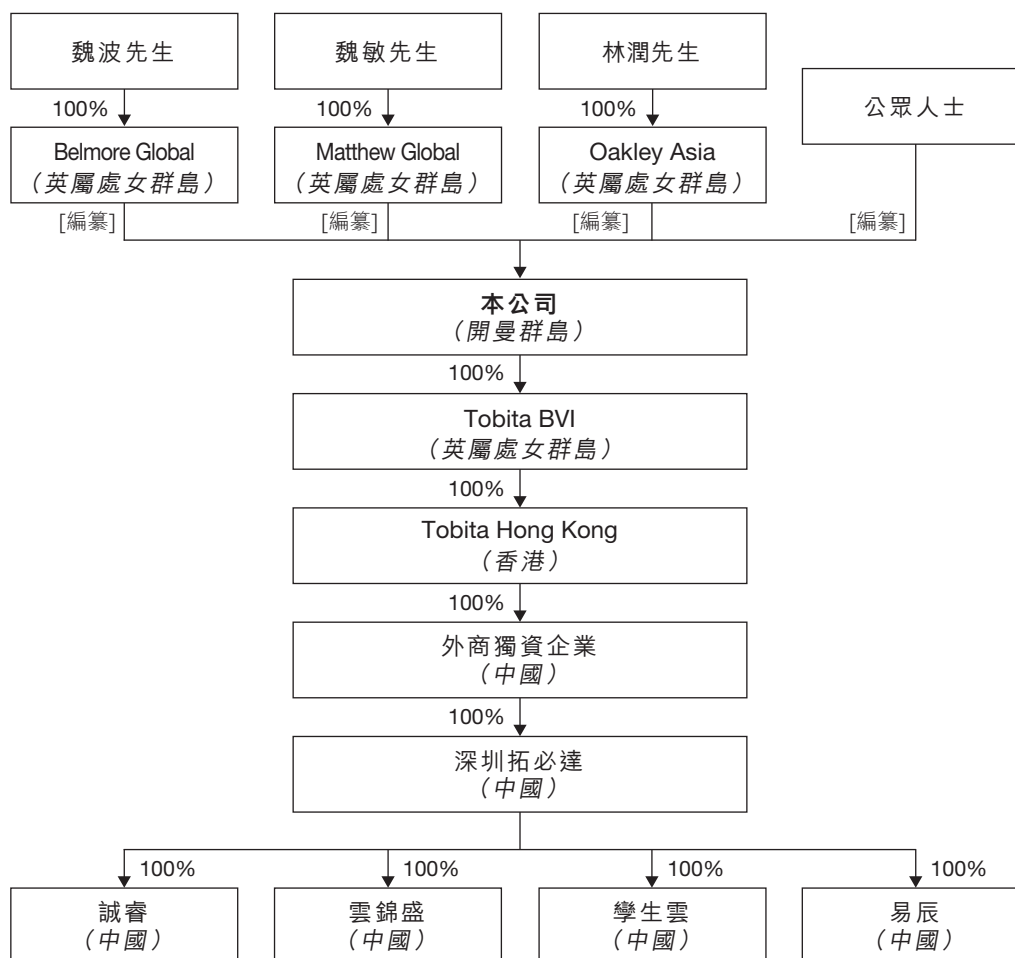 魏波先生
魏敏先生
林潤先生
公眾人士
100%
100%
100%
Belmore Global
（英屬處女群島）
Matthew Global
（英屬處女群島）
Oakley Asia
（英屬處女群島）
[編纂]
[編纂]
[編纂]
[編纂]
本公司
（開曼群島）
100%
Tobita BVI
（英屬處女群島）
100%
Tobita Hong Kong
（香港）
100%
外商獨資企業
（中國）
100%
深圳拓必達
（中國）
100%
100%
100%
100%
誠睿
（中國）
雲錦盛
（中國）
孿生雲
（中國）
易辰
（中國）